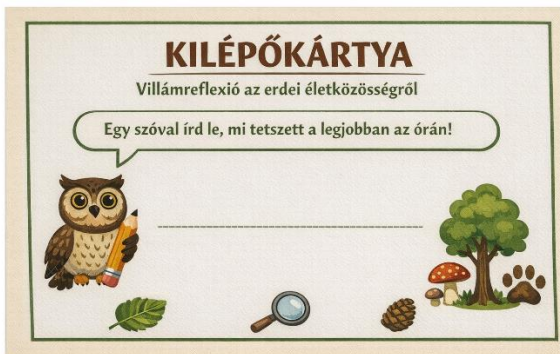 KILÉPŐKÁRTYA
Villámreflexió az erdei életközösségről
Egy szóval írd le, mi tetszett a legjobban az órán!